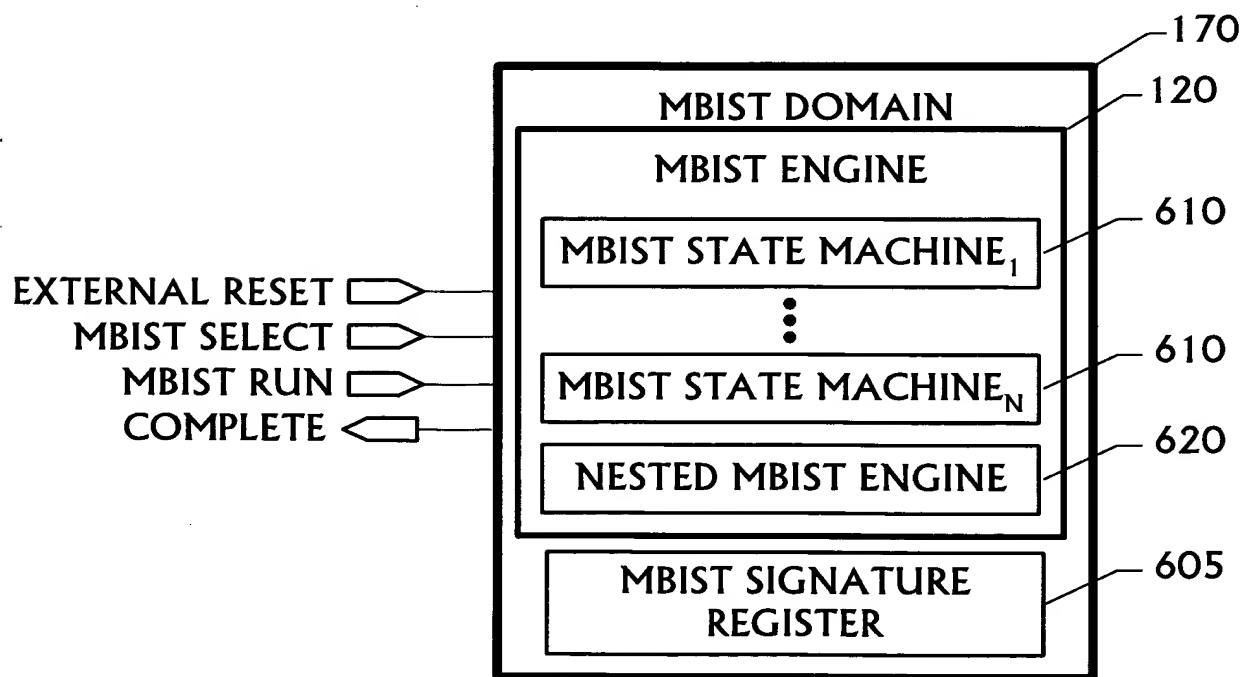 170
MBIST DOMAIN
120
MBIST ENGINE
610
MBIST STATE MACHINE1
EXTERNAL RESET
MBIST SELECT
610
MBIST RUN
MBIST STATE MACHINEN
COMPLETE
620
NESTED MBIST ENGINE
605
MBIST SIGNATURE
REGISTER